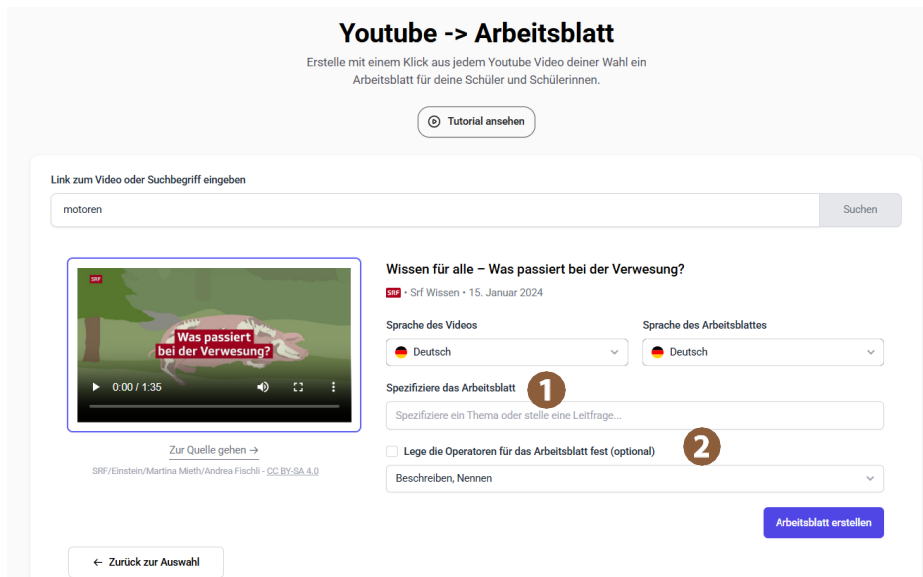 Youtube -> Arbeitsblatt
Erstelle mit einem Klick aus jedem Youtube Video deiner Wahl ein
Arbeitsblatt für deine Schüler und Schülerinnen.
Tutorial ansehen
Link zum Video oder Suchbegriff eingeben
motoren
Suchen
SRF
Was passiert
bei der Verwesung?
0:00 / 1:35
Zur Quelle gehen →
SRF/Einstein/Martina Mieth/Andrea Fischli - CC BY-SA 4.0
← Zurück zur Auswahl
Wissen für alle – Was passiert bei der Verwesung?
SRF • Srf Wissen • 15. Januar 2024
Sprache des Videos
Deutsch
Sprache des Arbeitsblattes
Deutsch
Spezifiziere das Arbeitsblatt
1
Spezifiziere ein Thema oder stelle eine Leitfrage...
Lege die Operatoren für das Arbeitsblatt fest (optional)
2
Beschreiben, Nennen
Arbeitsblatt erstellen